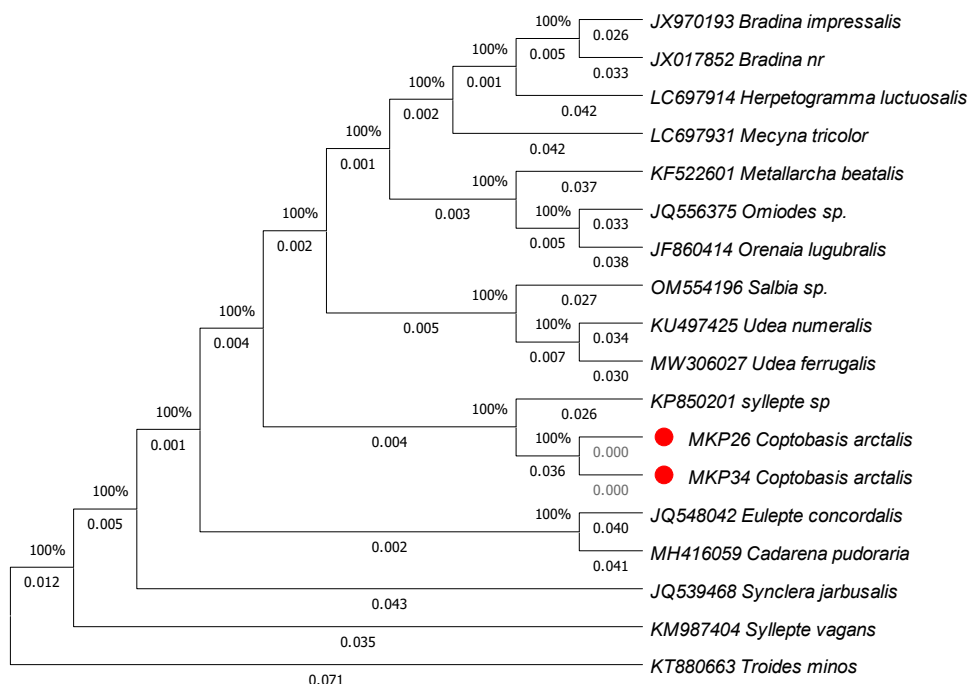 100% JX970193 Bradina impressalis
100% 0.026
0.005 JX017852 Bradina nr
100% 0.033
0.001 LC697914 Herpetogramma luctuosalis
100% 0.042
0.002 LC697931 Mecyna tricolor
100% 0.042
0.001 100% KF522601 Metallarcha beatalis
0.037
0.003 100% JQ556375 Omiodes sp.
0.033
0.005 JF860414 Orenaia lugubralis
100% 0.038
0.002 100% OM554196 Salbia sp.
0.027
0.005 100% KU497425 Udea numeralis
0.034
0.007 MW306027 Udea ferrugalis
100% 0.030
0.004 100% KP850201 syllepte sp
0.026
0.004 100% MKP26 Coptobasis arctalis
0.000
100% 0.036 MKP34 Coptobasis arctalis
0.001 0.000
100% JQ548042 Eulepte concordalis
0.040
0.002 MH416059 Cadarena pudoraria
100% 0.041
0.005 JQ539468 Synclera jarbusalis
100% 0.043
0.012 KM987404 Syllepte vagans
0.035
KT880663 Troides minos
0.071